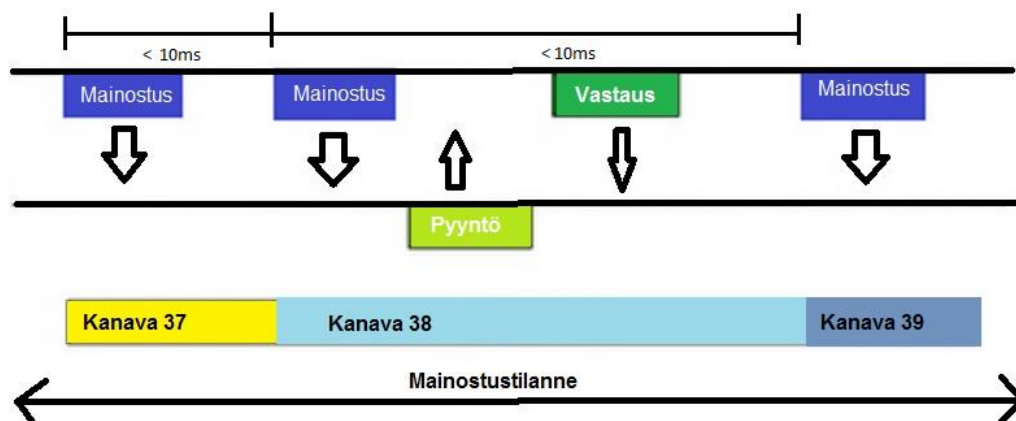 < 10ms
< 10ms
Mainostus
Mainostus
Vastaus
Mainostus
Pyyntö
Kanava 37
Kanava 38
Kanava 39
Mainostustilanne